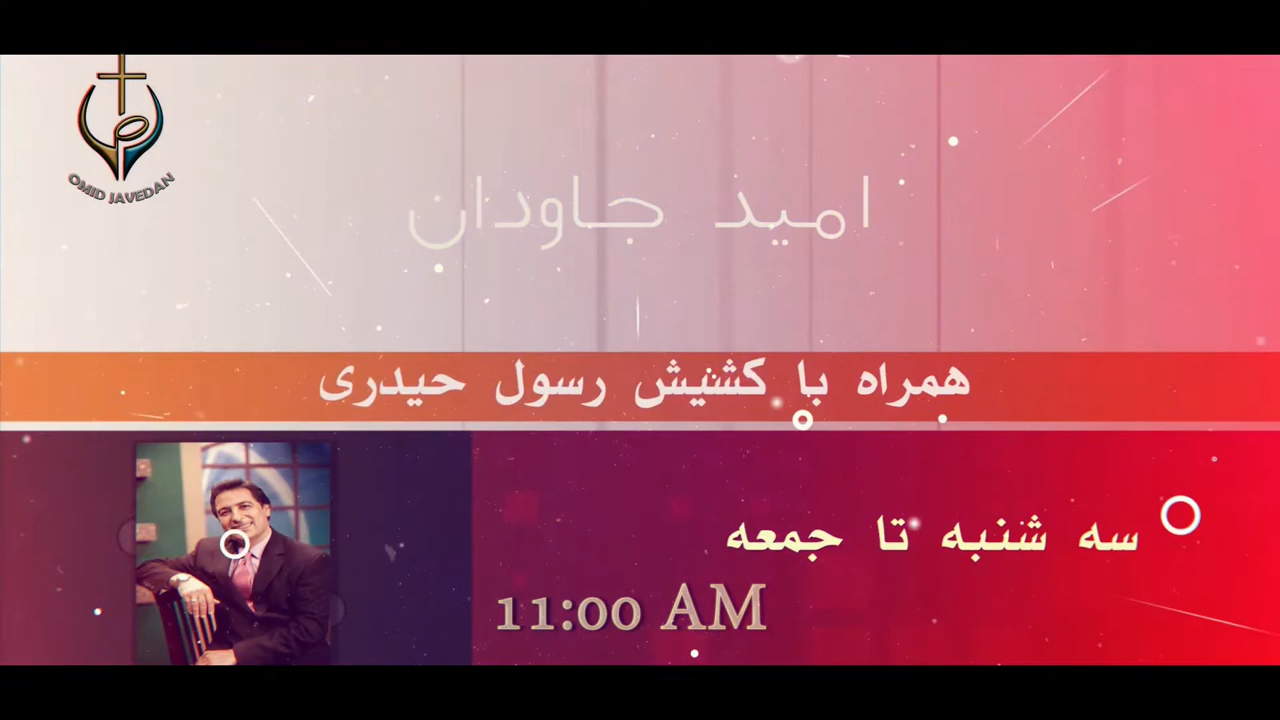 OMID JAVEDAN
امید جاودان
همراه با کشیش رسول حیدری
سه شنبه تا جمعه
11:00 AM